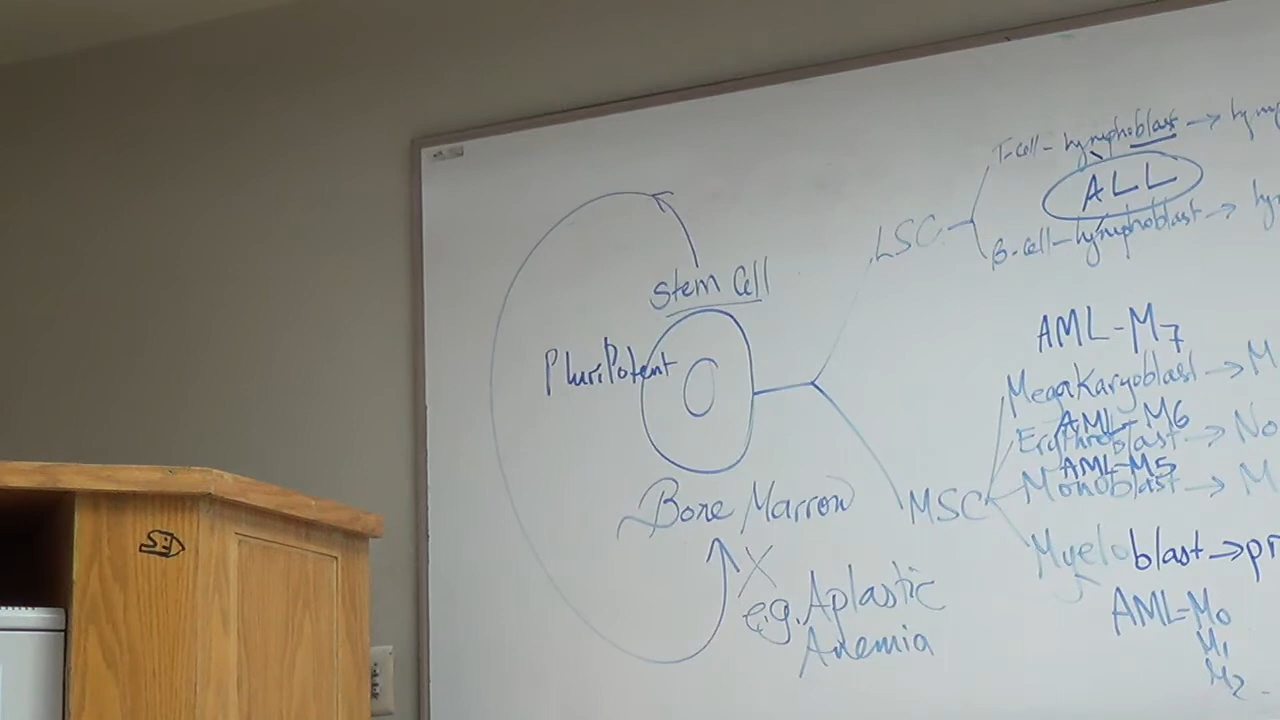 Stem Cell
PluriPotent
Bone Marrow
X
e.g. Aplastic
Anemia
LSC
T-cell-lymphoblast →
ALL
B-cell-lymphoblast →
MSC
AML-M7
Megakaryoblast → M
AML-M6
Erythroblast → No
AML-M5
Monoblast → M
Myeloblast → pr
AML-M0
M1
M2